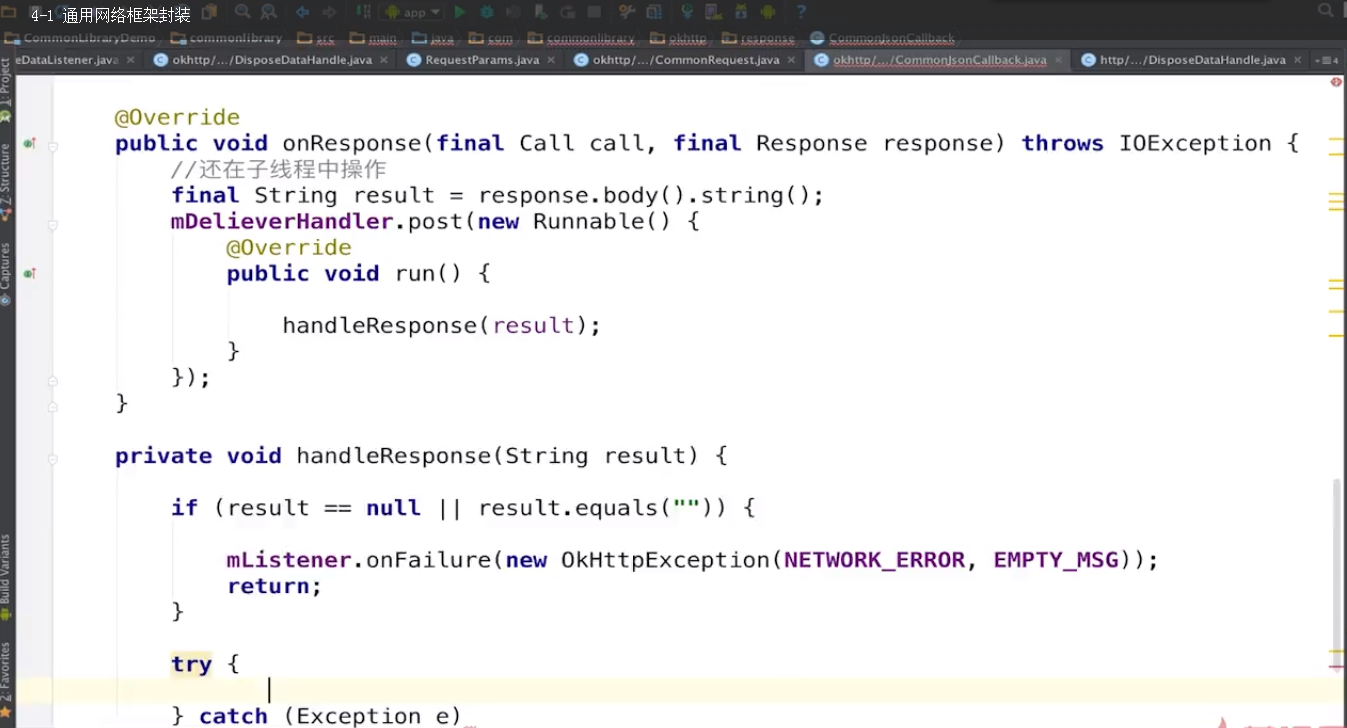 4-1 通用网络框架封装
app
CommonLibraryDemo commonlibrary src main java com commonlibrary okhttp response CommonJsonCallback
eDataListener.java okhttp/.../DisposeDataHandle.java RequestParams.java okhttp/.../CommonRequest.java okhttp/.../CommonJsonCallback.java http/.../DisposeDataHandle.java
1: Project
Z: Structure
Captures
Build Variants
2: Favorites
@Override
public void onResponse(final Call call, final Response response) throws IOException {
//还在子线程中操作
final String result = response.body().string();
mDelieverHandler.post(new Runnable() {
@Override
public void run() {
handleResponse(result);
}
});
}
private void handleResponse(String result) {
if (result == null || result.equals("")) {
mListener.onFailure(new OkHttpException(NETWORK_ERROR, EMPTY_MSG));
return;
}
try {
} catch (Exception e)